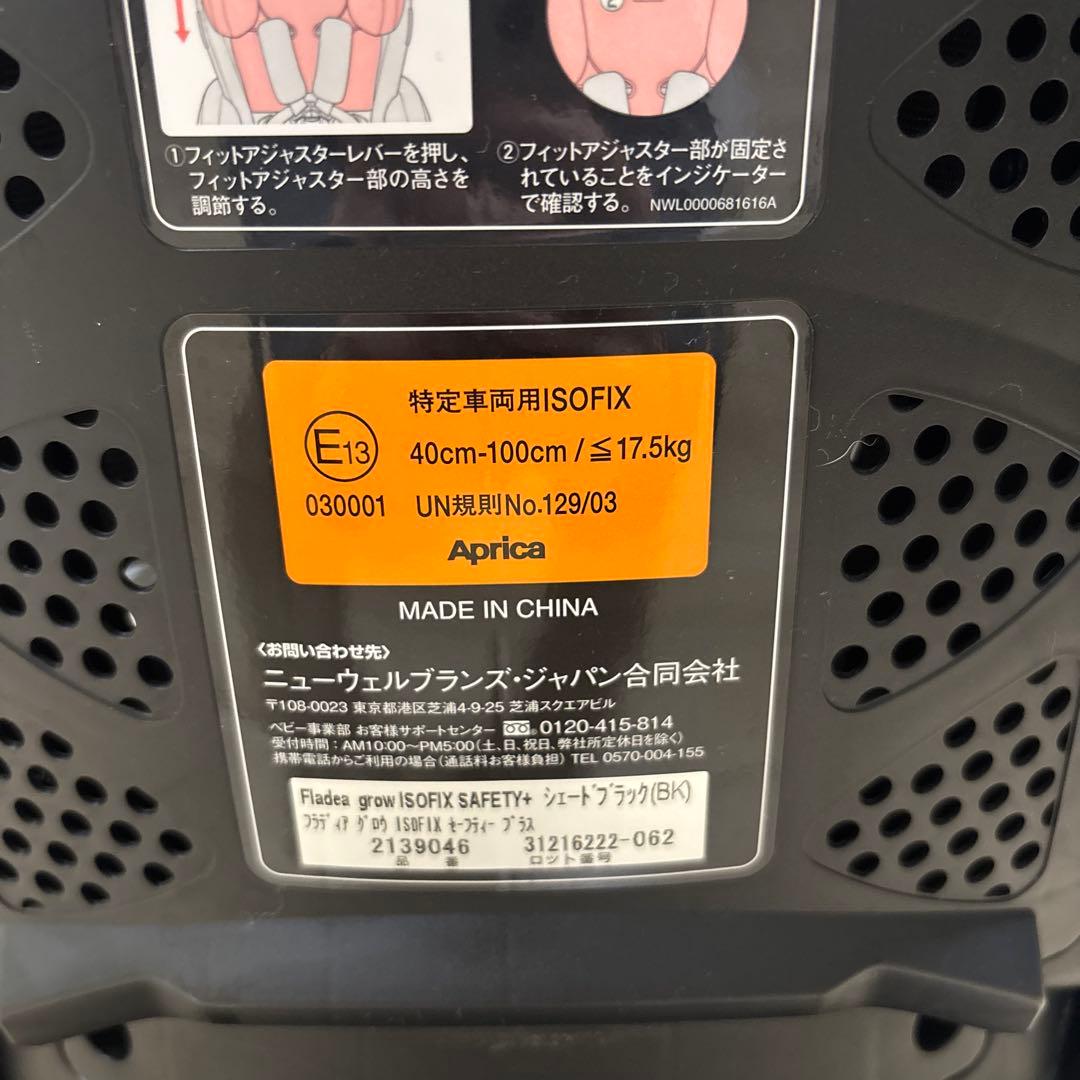 ②
①フィットアジャスターレバーを押し、
フィットアジャスター部の高さを
調節する。
②フィットアジャスター部が固定さ
れていることをインジケーター
で確認する。 NWL0000681616A
特定車両用ISOFIX
E13 40cm-100cm / ≦17.5kg
030001 UN規則No.129/03
Aprica
MADE IN CHINA
〈お問い合わせ先〉
ニューウェルブランズ・ジャパン合同会社
〒108-0023 東京都港区芝浦4-9-25 芝浦スクエアビル
ベビー事業部 お客様サポートセンター 0120-415-814
受付時間：AM10:00〜PM5:00（土、日、祝日、弊社所定休日を除く）
携帯電話からご利用の場合（通話料お客様負担）TEL 0570-004-155
Fladea grow ISOFIX SAFETY+ シェードブラック(BK)
フラディア グロウ ISOFIX セーフティー プラス
2139046 31216222-062
品番 ロット番号